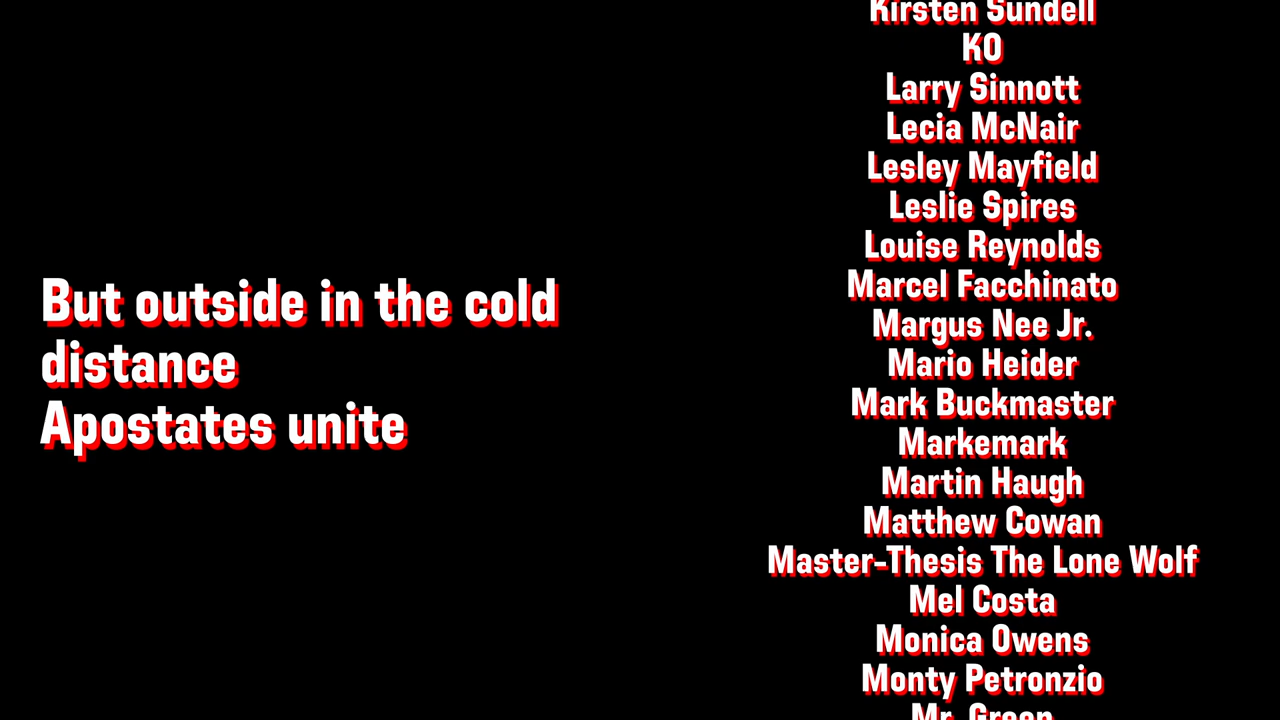 But outside in the cold
distance
Apostates unite
Kirsten Sundell
KO
Larry Sinnott
Lecia McNair
Lesley Mayfield
Leslie Spires
Louise Reynolds
Marcel Facchinato
Margus Nee Jr.
Mario Heider
Mark Buckmaster
Markemark
Martin Haugh
Matthew Cowan
Master-Thesis The Lone Wolf
Mel Costa
Monica Owens
Monty Petronzio
Mr. Green